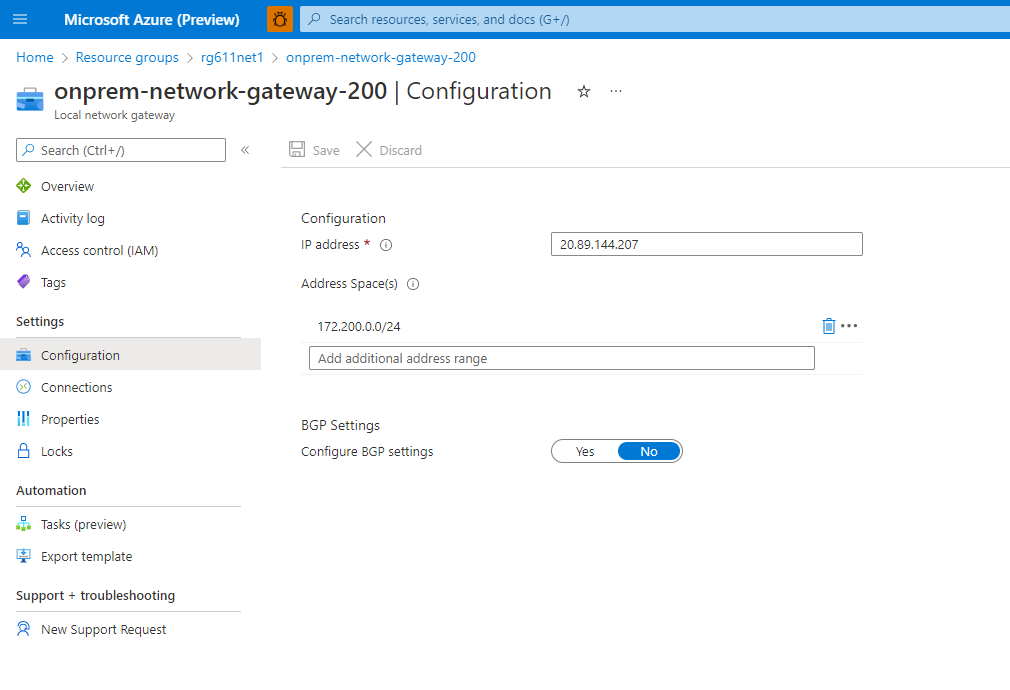 Microsoft Azure (Preview)
Search resources, services, and docs (G+/)
Home > Resource groups > rg611net1 > onprem-network-gateway-200
onprem-network-gateway-200 | Configuration
Local network gateway
Search (Ctrl+/)
Overview
Activity log
Access control (IAM)
Tags
Settings
Configuration
Connections
Properties
Locks
Automation
Tasks (preview)
Export template
Support + troubleshooting
New Support Request
Save
Discard
Configuration
IP address *
20.89.144.207
Address Space(s)
172.200.0.0/24
Add additional address range
BGP Settings
Configure BGP settings
Yes
No